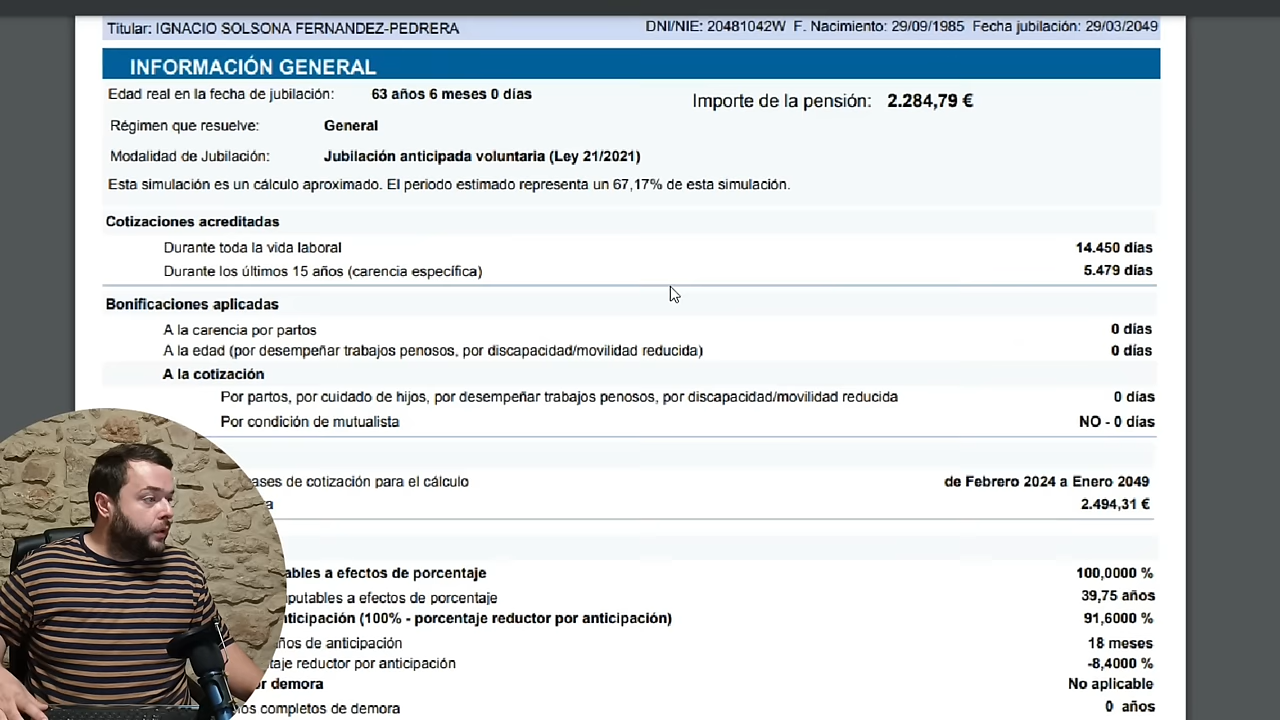 Titular: IGNACIO SOLSONA FERNANDEZ-PEDRERA DNI/NIE: 20481042W F. Nacimiento: 29/09/1985 Fecha jubilación: 29/03/2049
INFORMACIÓN GENERAL
Edad real en la fecha de jubilación: 63 años 6 meses 0 días
Importe de la pensión: 2.284,79 €
Régimen que resuelve: General
Modalidad de Jubilación: Jubilación anticipada voluntaria (Ley 21/2021)
Esta simulación es un cálculo aproximado. El periodo estimado representa un 67,17% de esta simulación.
Cotizaciones acreditadas
Durante toda la vida laboral 14.450 días
Durante los últimos 15 años (carencia específica) 5.479 días
Bonificaciones aplicadas
A la carencia por partos 0 días
A la edad (por desempeñar trabajos penosos, por discapacidad/movilidad reducida) 0 días
A la cotización
Por partos, por cuidado de hijos, por desempeñar trabajos penosos, por discapacidad/movilidad reducida 0 días
Por condición de mutualista NO - 0 días
ases de cotización para el cálculo de Febrero 2024 a Enero 2049
a 2.494,31 €
ables a efectos de porcentaje 100,0000 %
putables a efectos de porcentaje 39,75 años
nticipación (100% - porcentaje reductor por anticipación) 91,6000 %
ños de anticipación 18 meses
taje reductor por anticipación -8,4000 %
or demora No aplicable
ños completos de demora 0 años